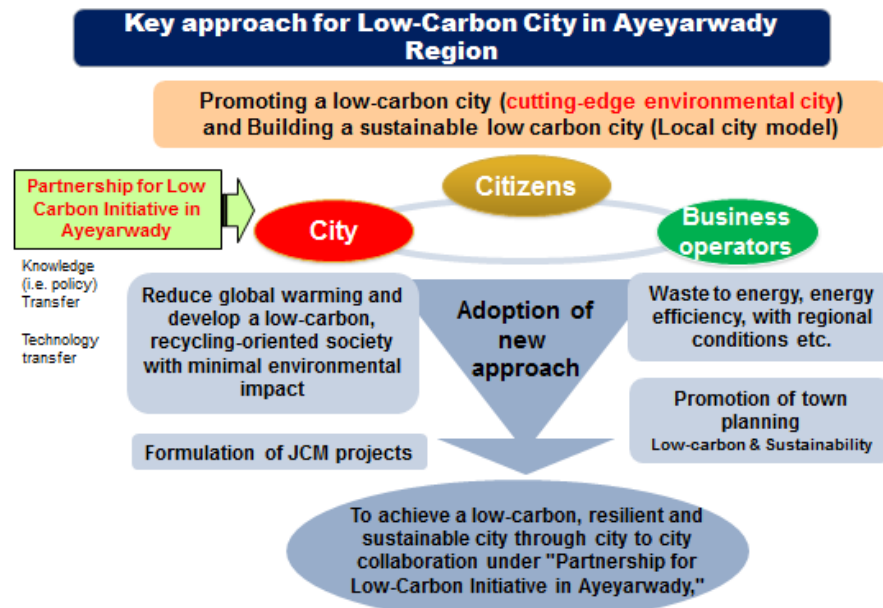 Key approach for Low-Carbon City in Ayeyarwady
Region
Promoting a low-carbon city (cutting-edge environmental city)
and Building a sustainable low carbon city (Local city model)
Partnership for Low
Carbon Initiative in
Ayeyarwady
Citizens
City
Business
operators
Knowledge
(i.e. policy)
Transfer
Technology
transfer
Reduce global warming and
develop a low-carbon,
recycling-oriented society
with minimal environmental
impact
Adoption of
new
approach
Waste to energy, energy
efficiency, with regional
conditions etc.
Formulation of JCM projects
Promotion of town
planning
Low-carbon & Sustainability
To achieve a low-carbon, resilient and
sustainable city through city to city
collaboration under "Partnership for
Low-Carbon Initiative in Ayeyarwady,"